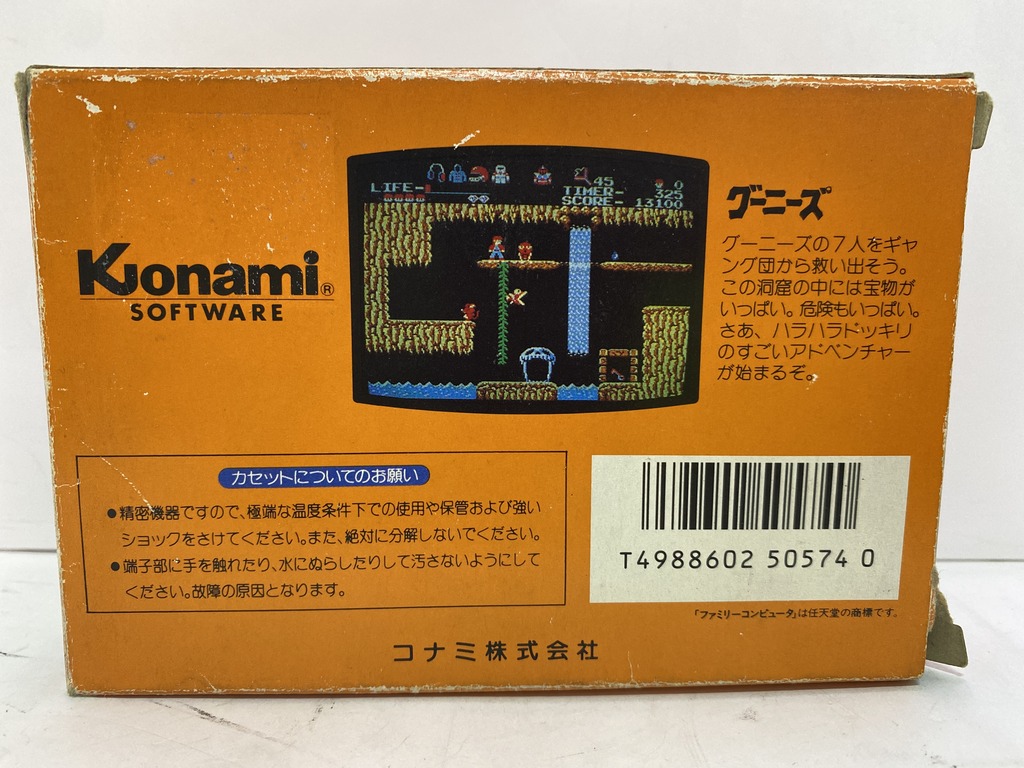 Konami®
SOFTWARE
LIFE-
45
0
TIMER- 325
SCORE- 13100
グーニーズ
グーニーズの7人をギャ
ング団から救い出そう。
この洞窟の中には宝物が
いっぱい。危険もいっぱい。
さあ、ハラハラドッキリ
のすごいアドベンチャー
が始まるぞ。
カセットについてのお願い
●精密機器ですので、極端な温度条件下での使用や保管および強い
ショックをさけてください。また、絶対に分解しないでください。
●端子部に手を触れたり、水にぬらしたりして汚さないようにして
ください。故障の原因となります。
T4988602 50574 0
「ファミリーコンピュータ」は任天堂の商標です。
コナミ株式会社